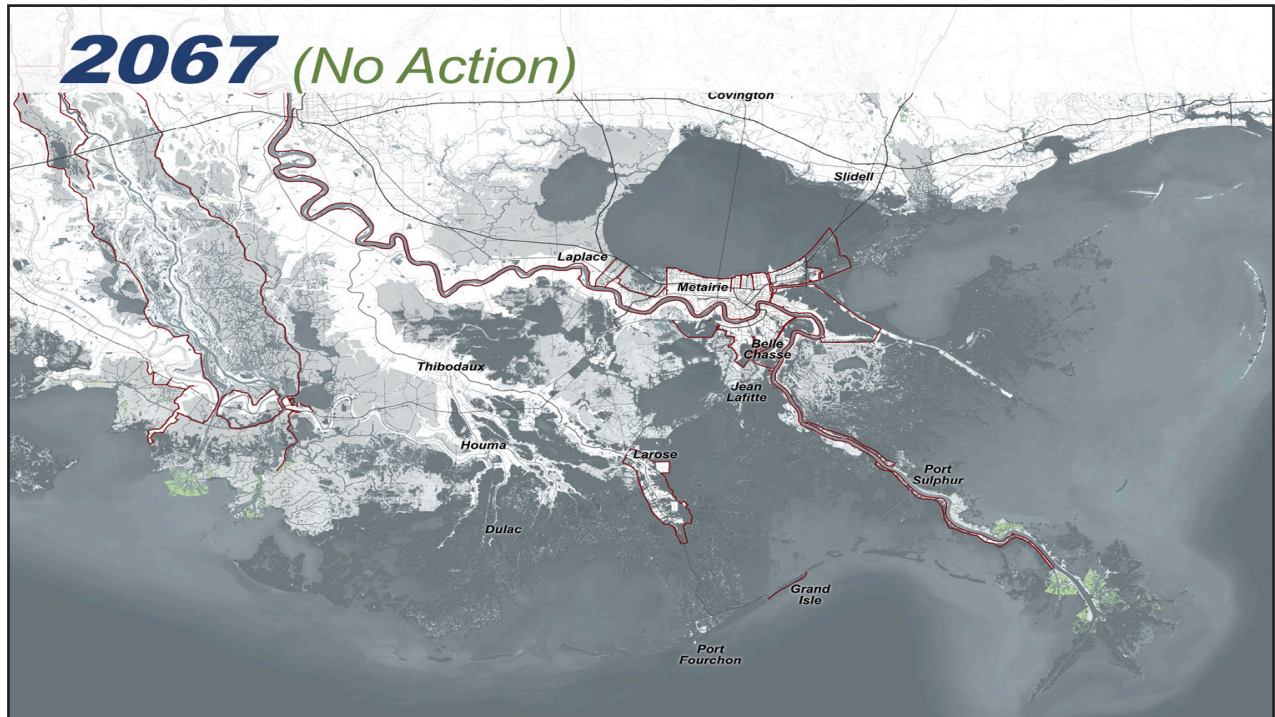 2067 (No Action)
Covington
Slidell
Laplace
Metairie
Belle
Chasse
Thibodaux
Jean
Lafitte
Houma
Larose
Port
Sulphur
Dulac
Grand
Isle
Port
Fourchon